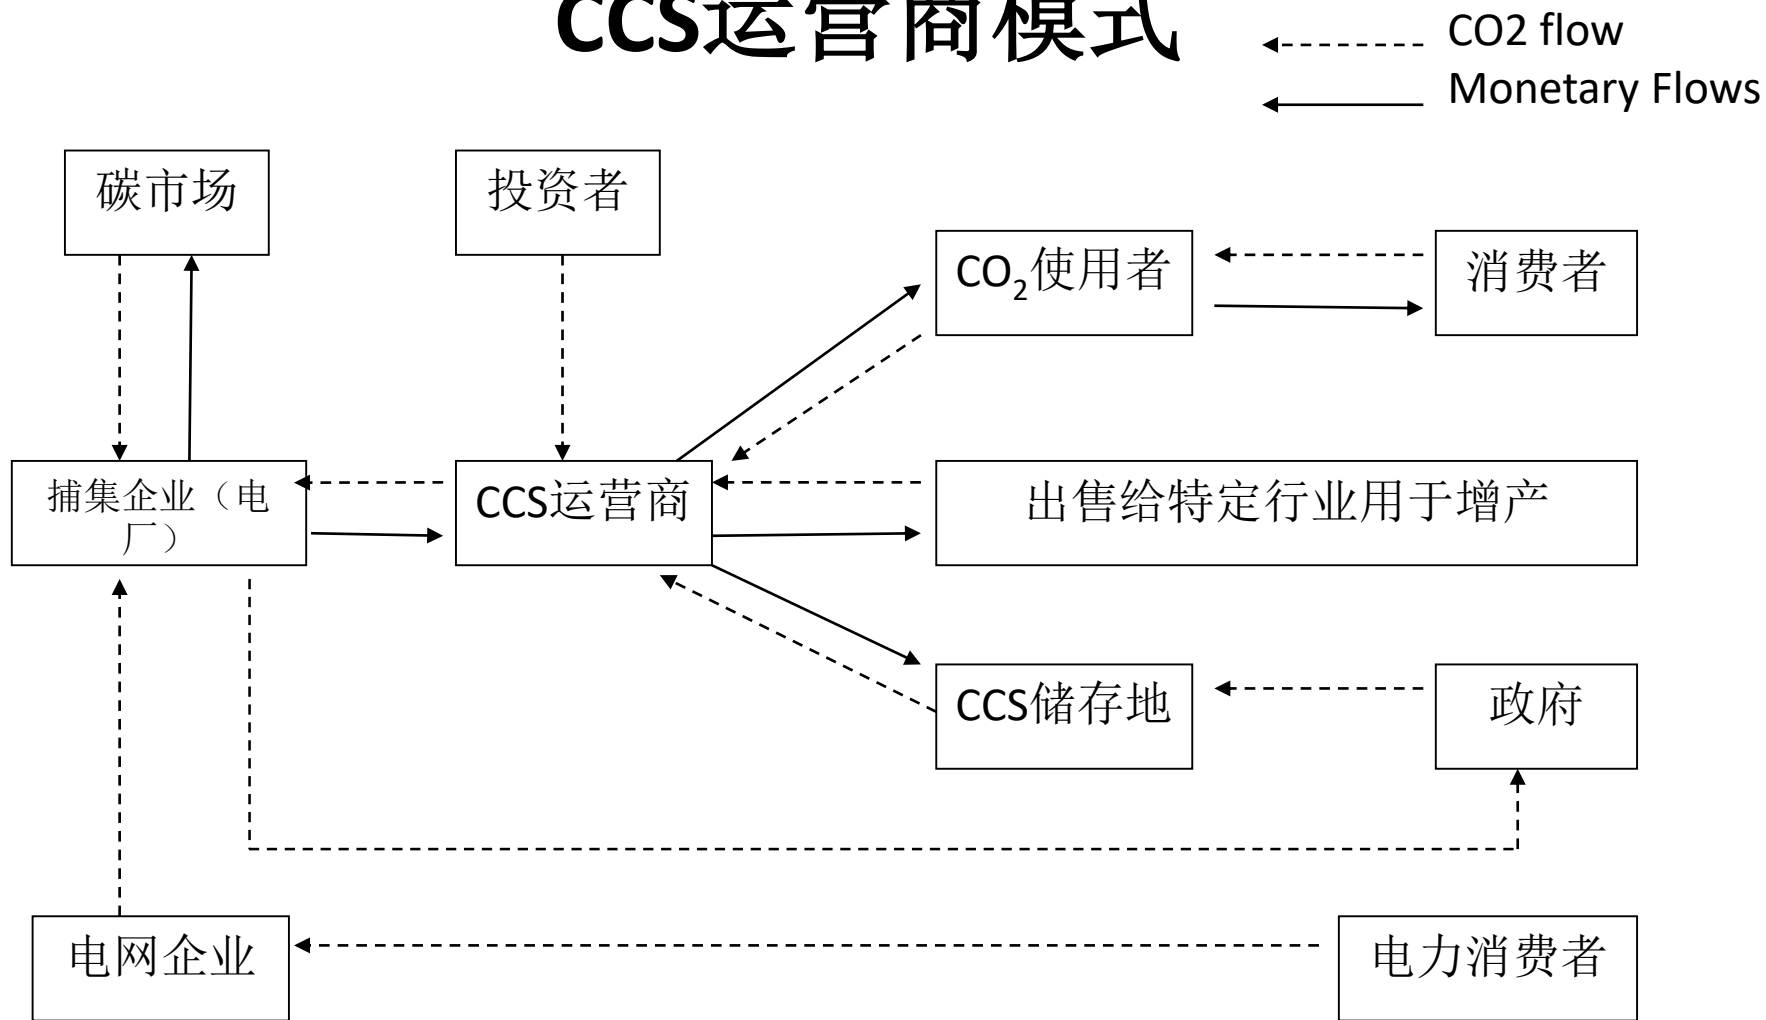 CCS运营商模式
CO2 flow
Monetary Flows
碳市场
投资者
CO₂使用者
消费者
捕集企业（电
厂）
CCS运营商
出售给特定行业用于增产
CCS储存地
政府
电网企业
电力消费者